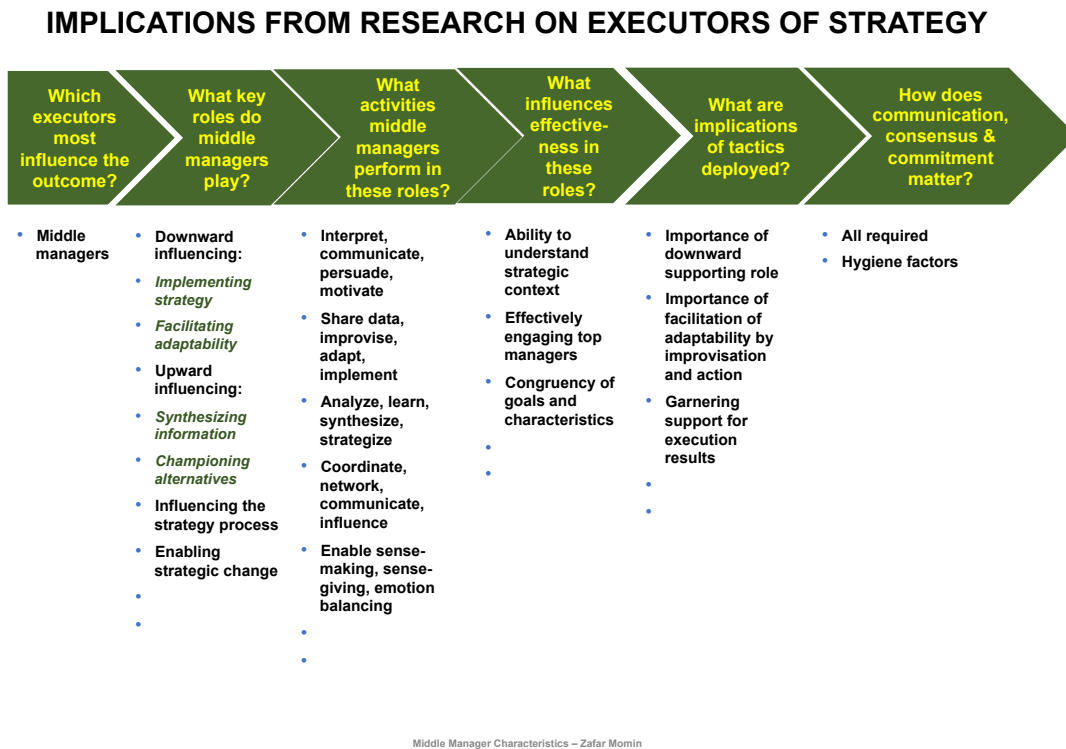 IMPLICATIONS FROM RESEARCH ON EXECUTORS OF STRATEGY
Which
executors
most
influence the
outcome?
What key
roles do
middle
managers
play?
What
activities
middle
managers
perform in
these roles?
What
influences
effective-
ness in
these
roles?
What are
implications
of tactics
deployed?
How does
communication,
consensus &
commitment
matter?
• Middle
managers
• Downward
influencing:
• Implementing
strategy
• Facilitating
adaptability
• Upward
influencing:
• Synthesizing
information
• Championing
alternatives
• Influencing the
strategy process
• Enabling
strategic change
•
•
• Interpret,
communicate,
persuade,
motivate
• Share data,
improvise,
adapt,
implement
• Analyze, learn,
synthesize,
strategize
• Coordinate,
network,
communicate,
influence
• Enable sense-
making, sense-
giving, emotion
balancing
•
•
• Ability to
understand
strategic
context
• Effectively
engaging top
managers
• Congruency of
goals and
characteristics
•
•
• Importance of
downward
supporting role
• Importance of
facilitation of
adaptability by
improvisation
and action
• Garnering
support for
execution
results
•
•
• All required
• Hygiene factors
Middle Manager Characteristics – Zafar Momin